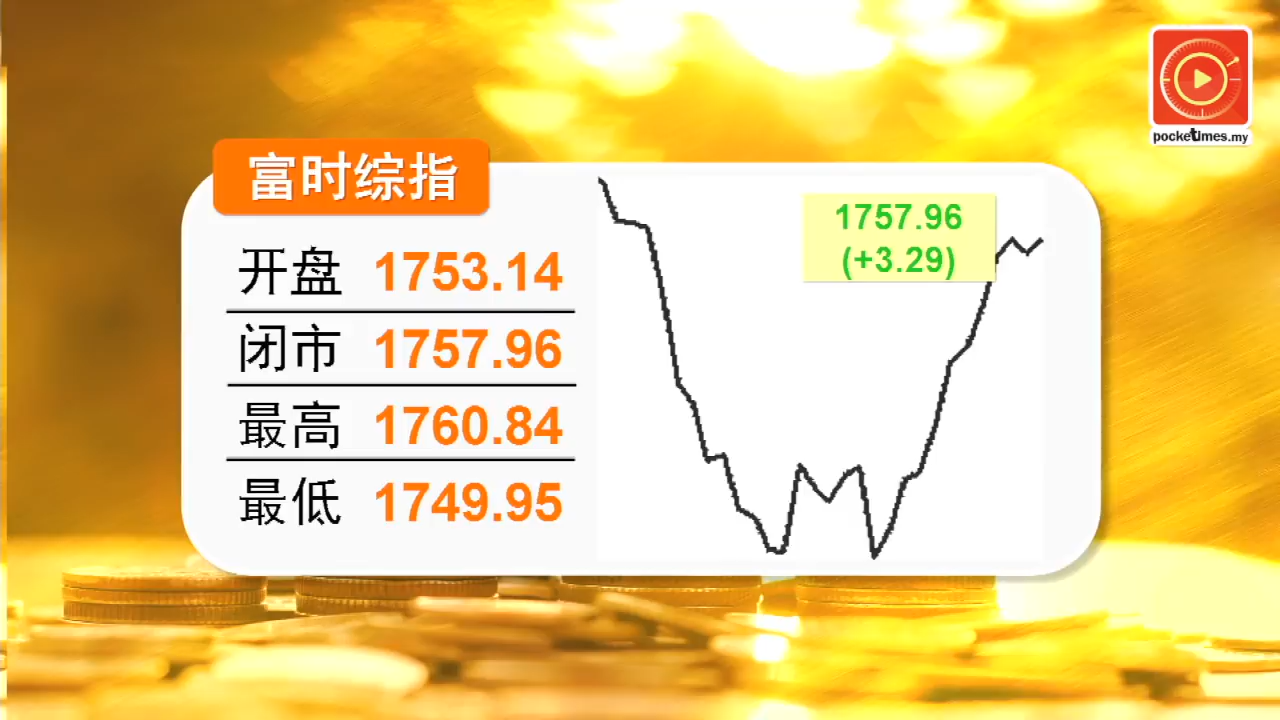 pocketimes.my
富时综指
开盘 1753.14
闭市 1757.96
最高 1760.84
最低 1749.95
1757.96
(+3.29)